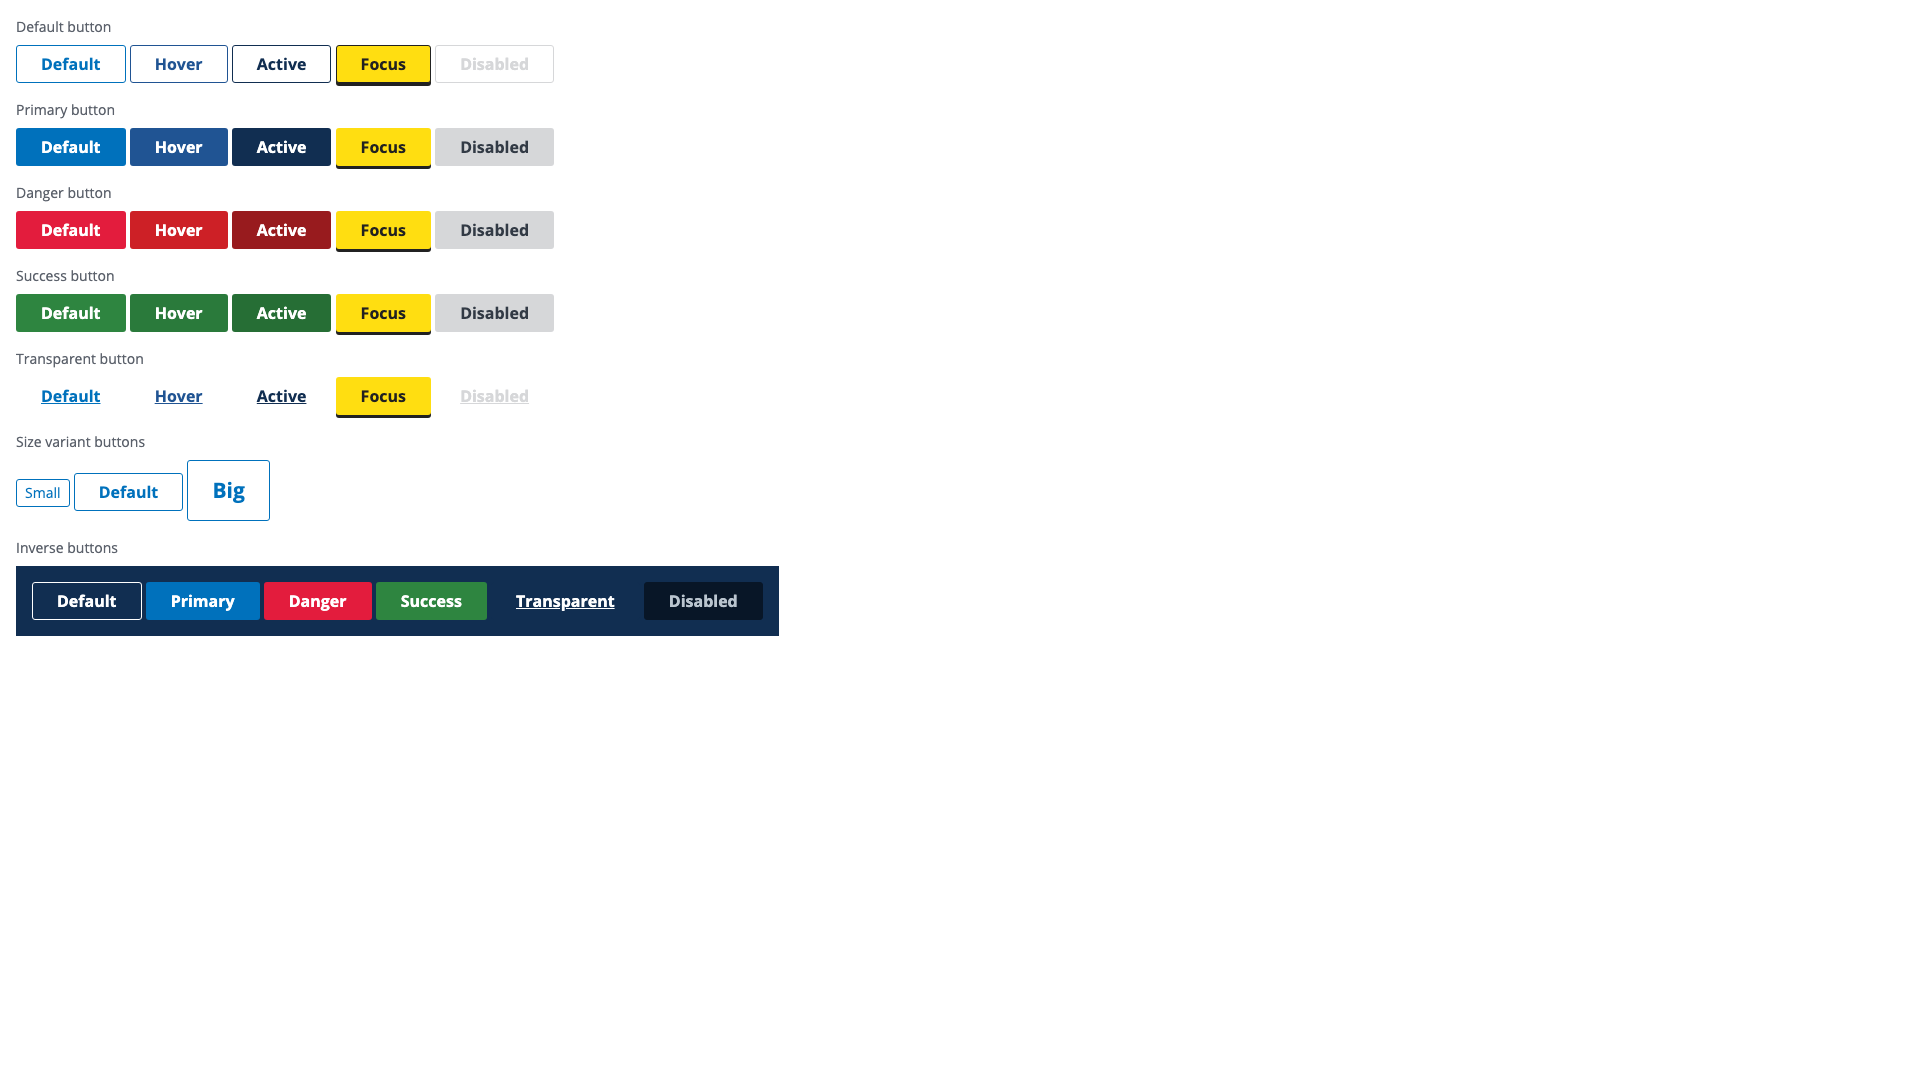 Default button
Default Hover Active Focus Disabled
Primary button
Default Hover Active Focus Disabled
Danger button
Default Hover Active Focus Disabled
Success button
Default Hover Active Focus Disabled
Transparent button
Default Hover Active Focus Disabled
Size variant buttons
Small Default Big
Inverse buttons
Default Primary Danger Success Transparent Disabled